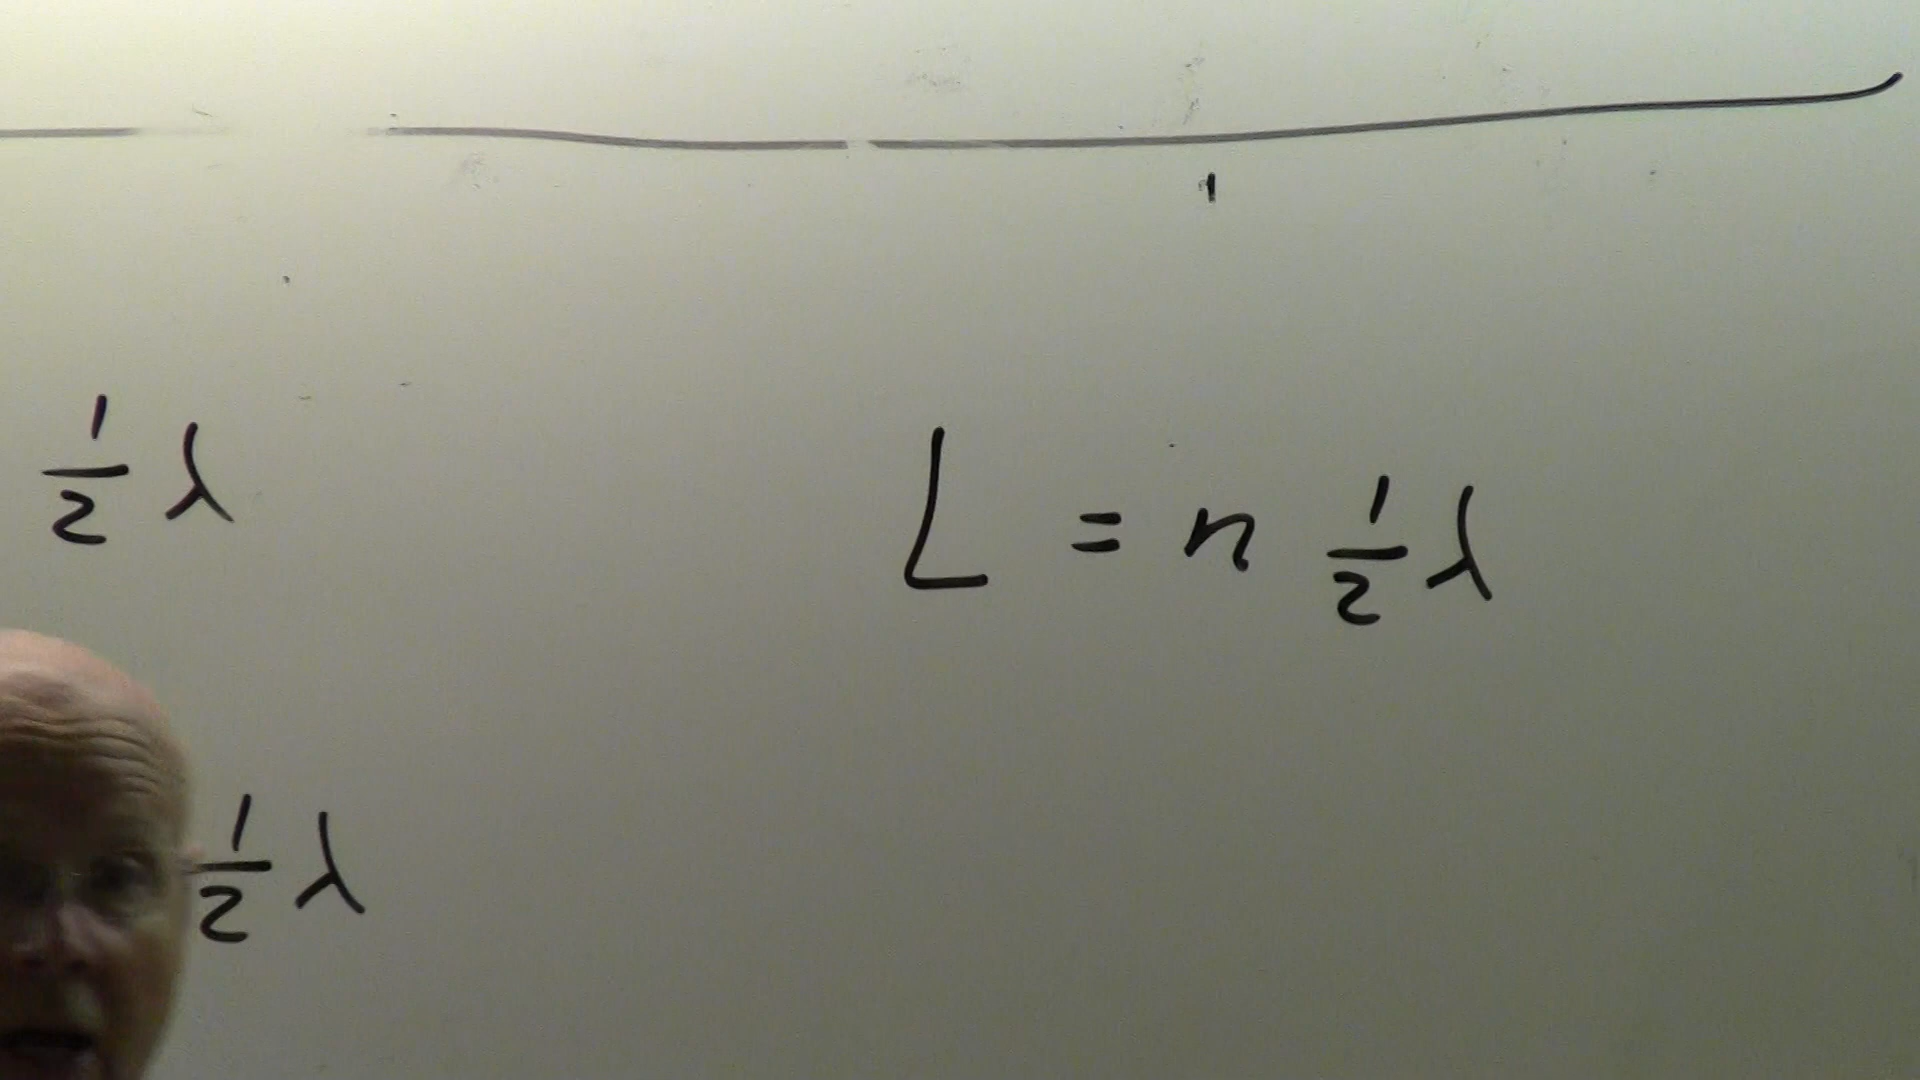 ½ λ
L = n ½ λ
½ λ